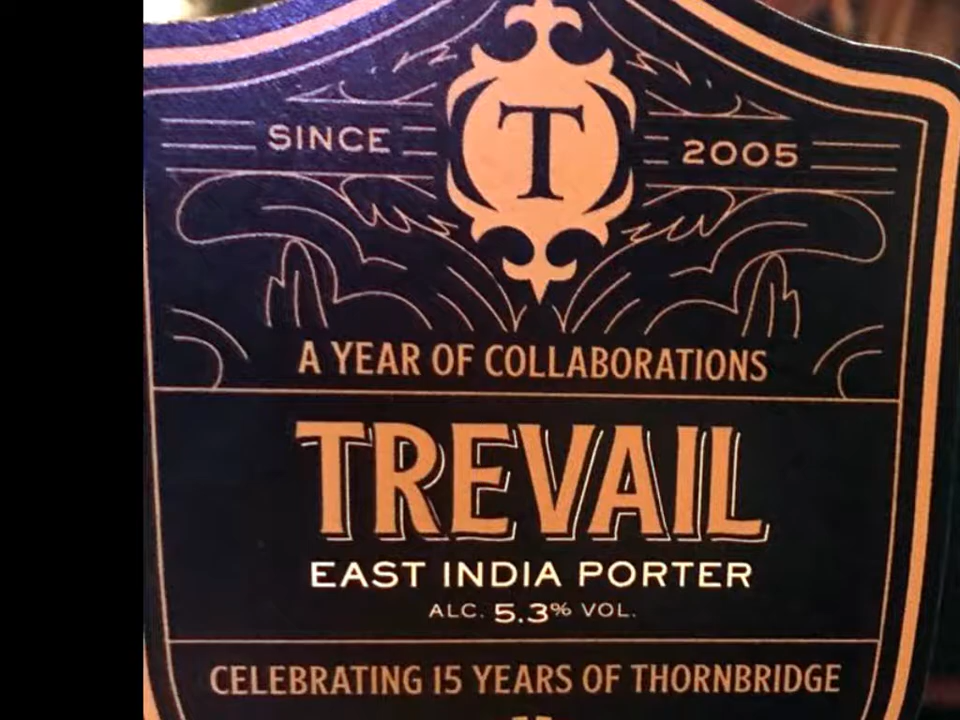 SINCE T 2005
A YEAR OF COLLABORATIONS
TREVAIL
EAST INDIA PORTER
ALC. 5.3% VOL.
CELEBRATING 15 YEARS OF THORNBRIDGE